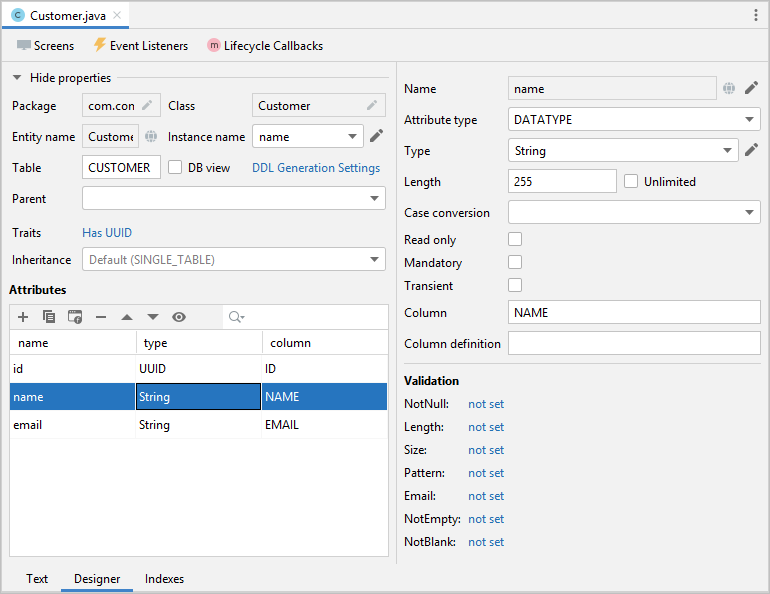 Customer.java
Screens Event Listeners m Lifecycle Callbacks
Hide properties
Package com.con Class Customer
Entity name Custome Instance name name
Table CUSTOMER DB view DDL Generation Settings
Parent
Traits Has UUID
Inheritance Default (SINGLE_TABLE)
Attributes
name type column
id UUID ID
name String NAME
email String EMAIL
Name name
Attribute type DATATYPE
Type String
Length 255 Unlimited
Case conversion
Read only
Mandatory
Transient
Column NAME
Column definition
Validation
NotNull: not set
Length: not set
Size: not set
Pattern: not set
Email: not set
NotEmpty: not set
NotBlank: not set
Text Designer Indexes